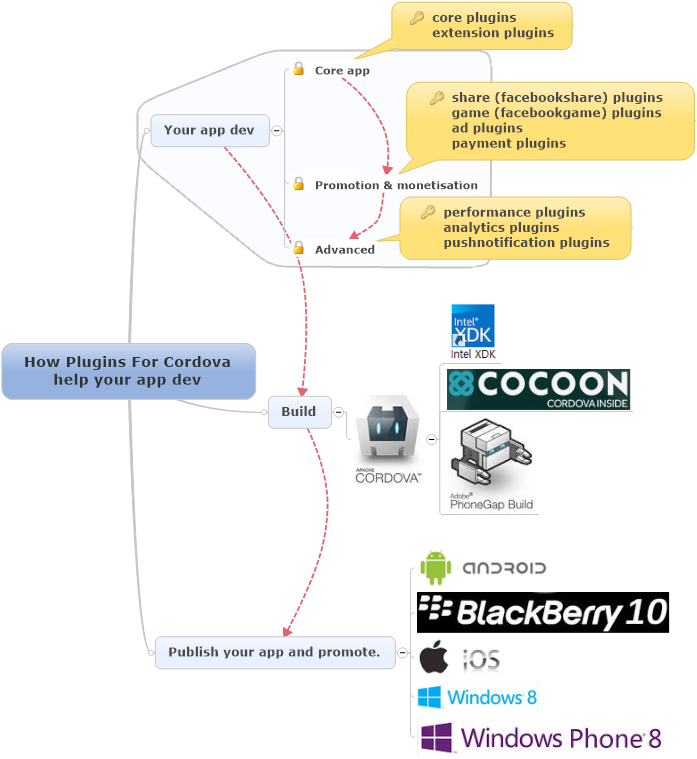 core plugins
extension plugins
Core app
share (facebookshare) plugins
game (facebookgame) plugins
ad plugins
payment plugins
Your app dev
Promotion & monetisation
performance plugins
analytics plugins
pushnotification plugins
Advanced
How Plugins For Cordova
help your app dev
Intel®
XDK
Intel XDK
COCOON
CORDOVA INSIDE
Build
APACHE
CORDOVA™
Adobe®
PhoneGap Build
ANDROID
BlackBerry 10
Publish your app and promote.
iOS
Windows 8
Windows Phone 8